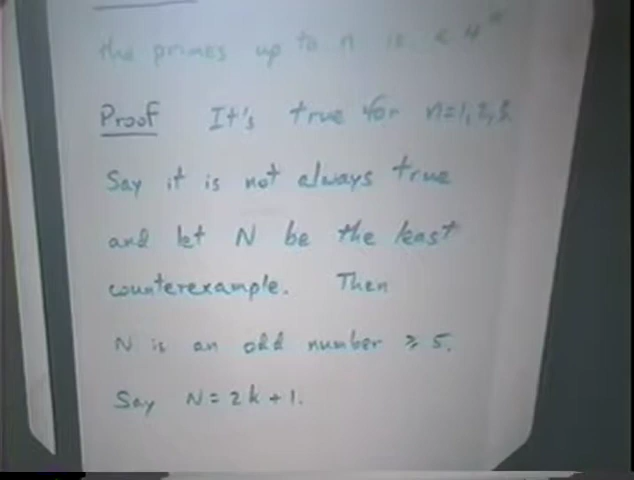 the primes up to n is < 4^n
Proof It's true for n=1,2,3.
Say it is not always true
and let N be the least
counterexample. Then
N is an odd number ≥ 5.
Say N = 2k + 1.